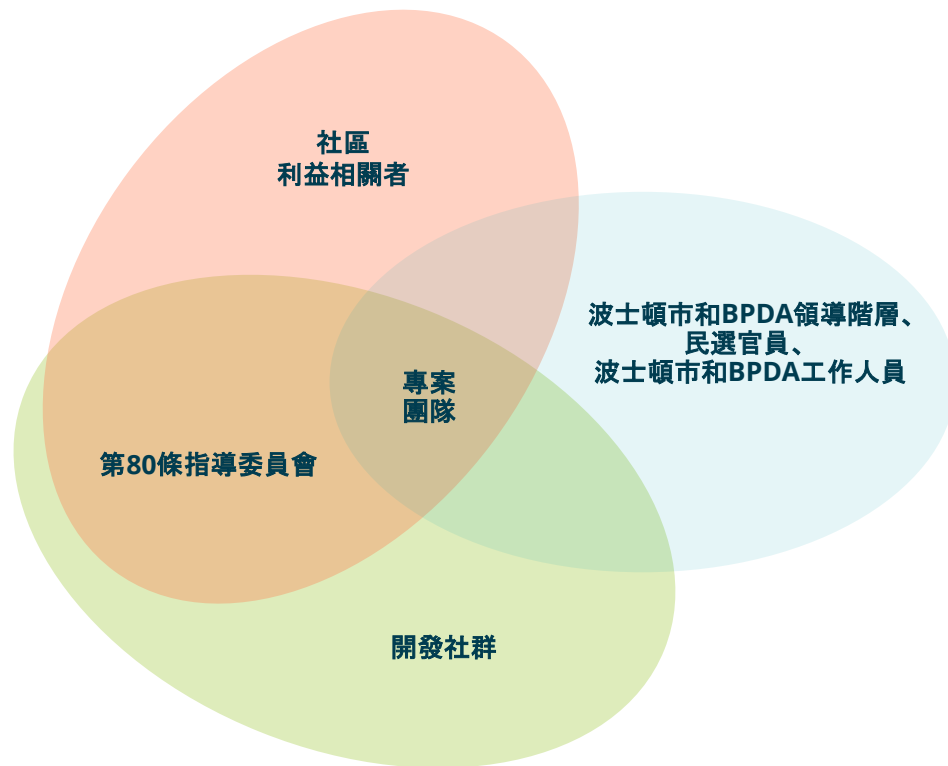 社區
利益相關者
波士頓市和BPDA領導階層、
民選官員、
波士頓市和BPDA工作人員
專案
團隊
第80條指導委員會
開發社群